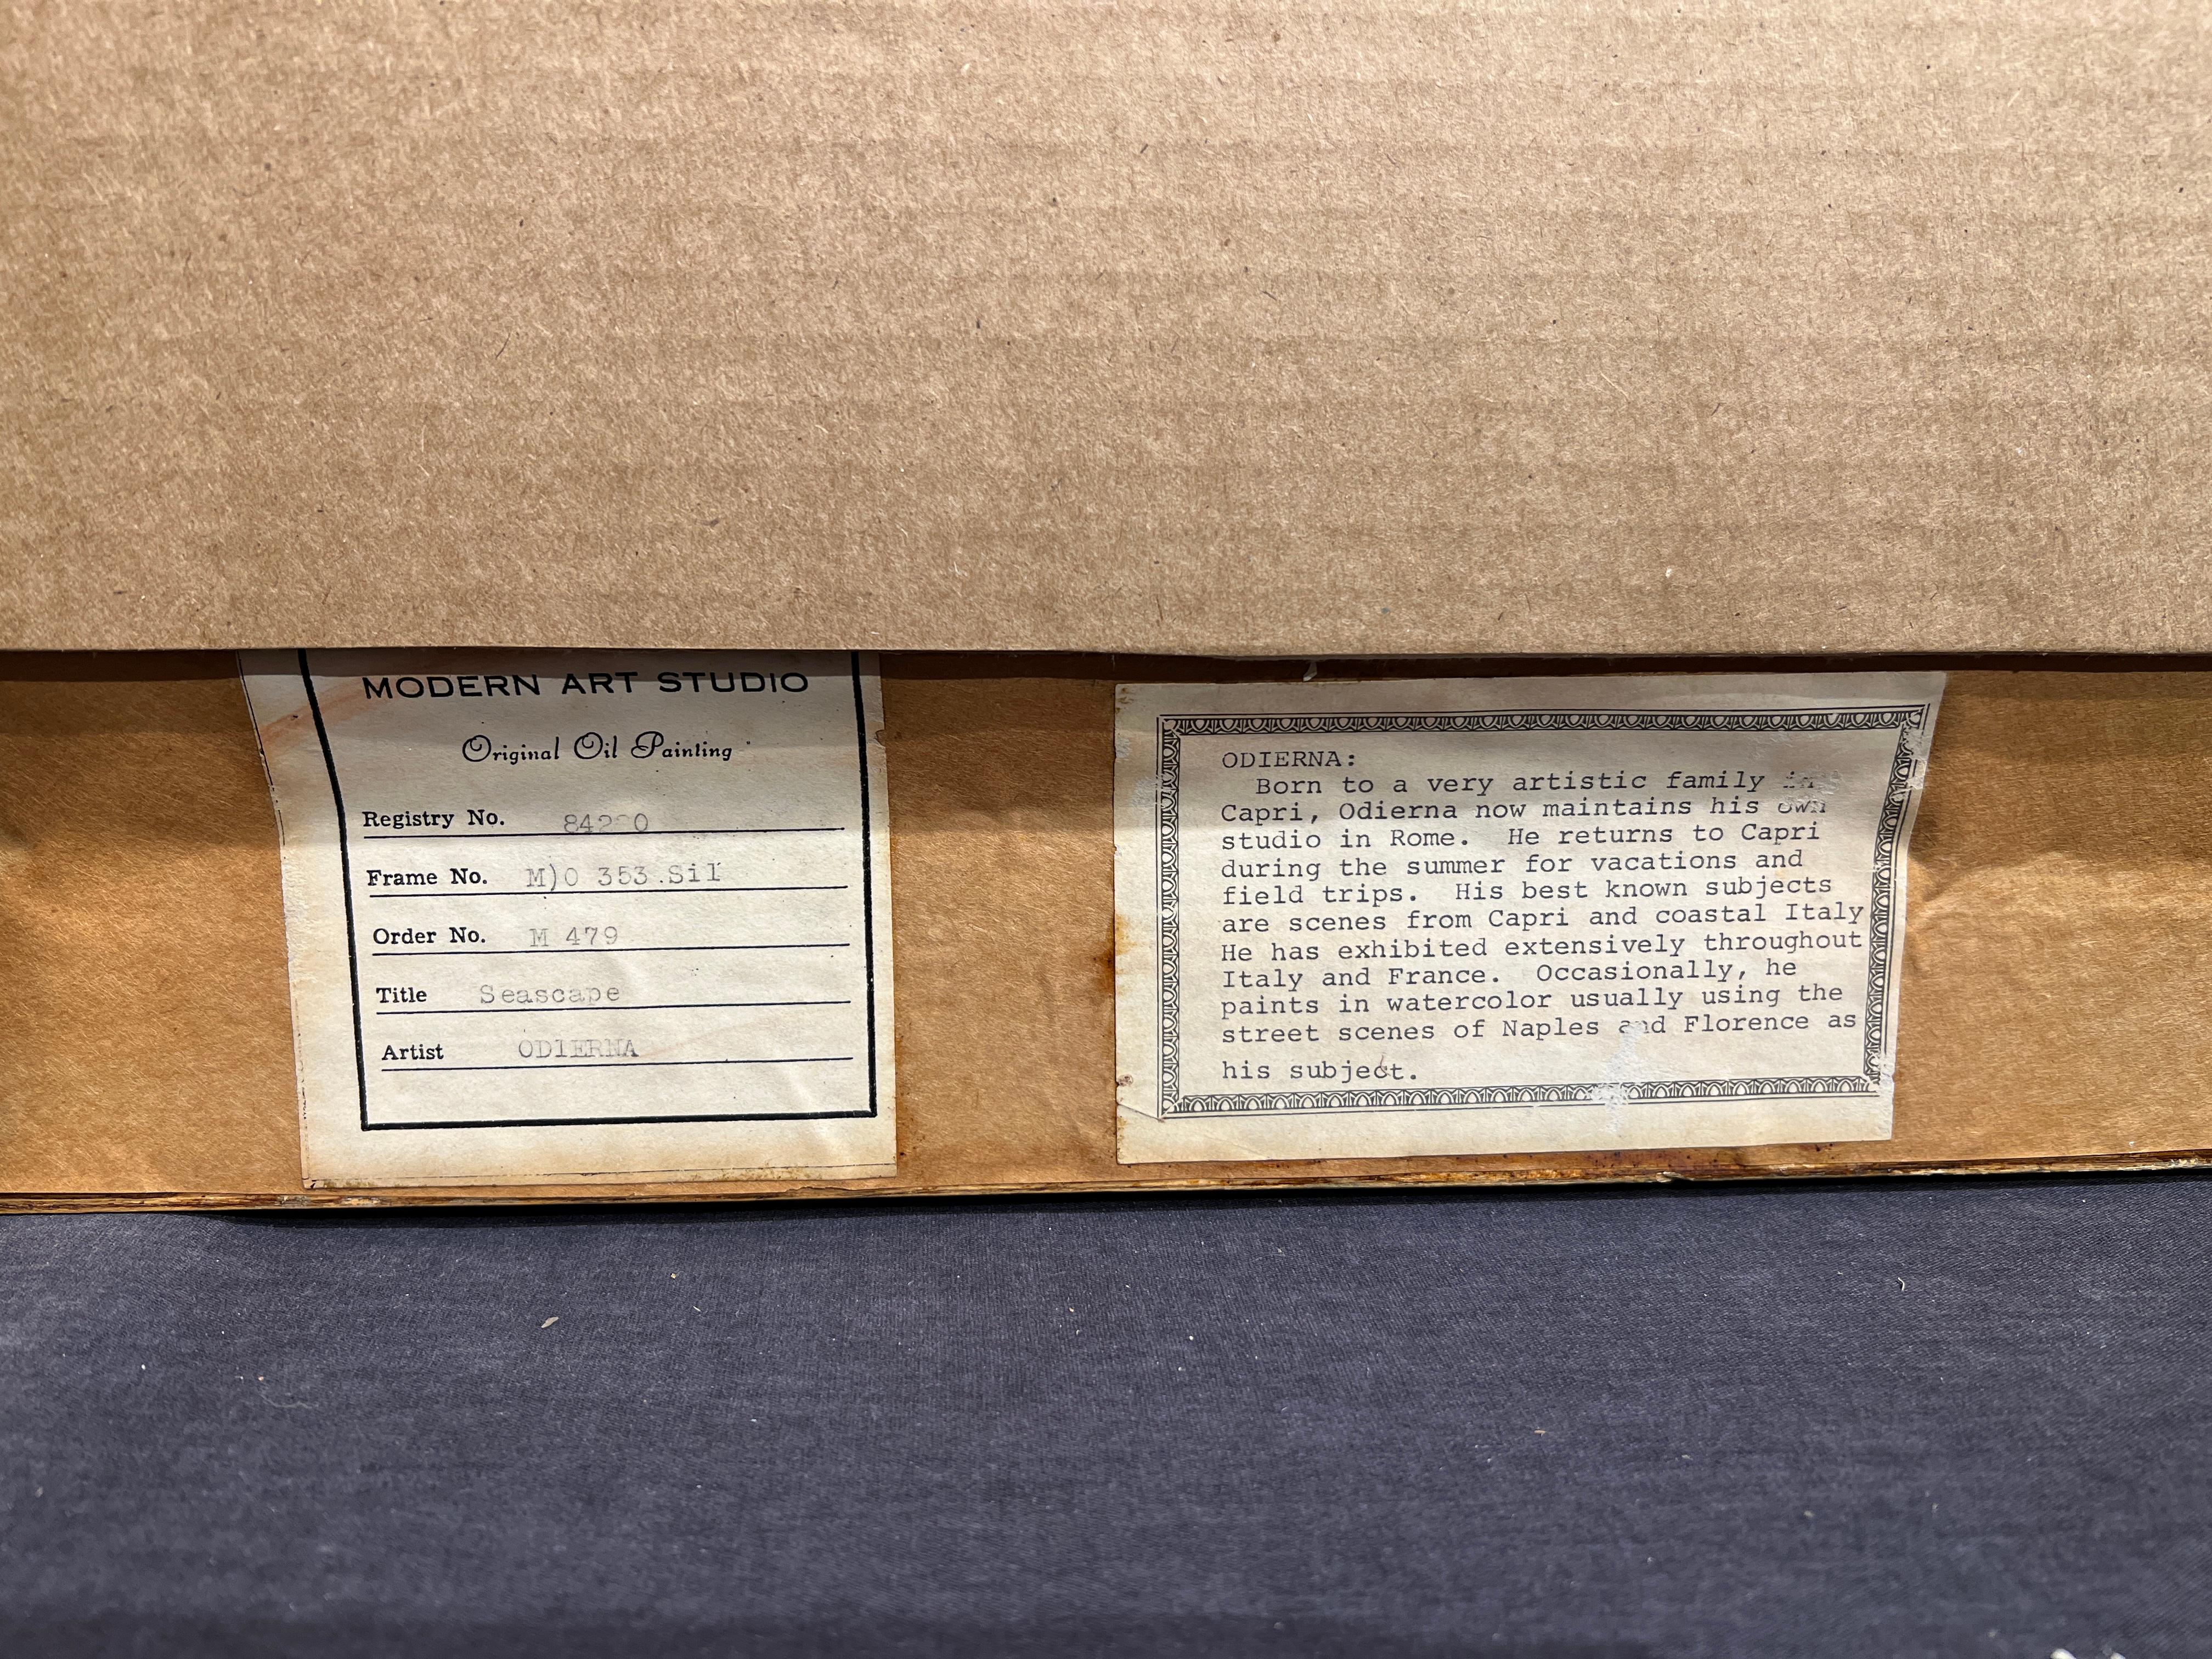 MODERN ART STUDIO
Original Oil Painting
Registry No.
Frame No. M)0 353 Sil
Order No. M 479
Title Seascape
Artist ODIERNA
ODIERNA:
Born to a very artistic family in
Capri, Odierna now maintains his own
studio in Rome. He returns to Capri
during the summer for vacations and
field trips. His best known subjects
are scenes from Capri and coastal Italy
He has exhibited extensively throughout
Italy and France. Occasionally, he
paints in watercolor usually using the
street scenes of Naples and Florence as
his subject.